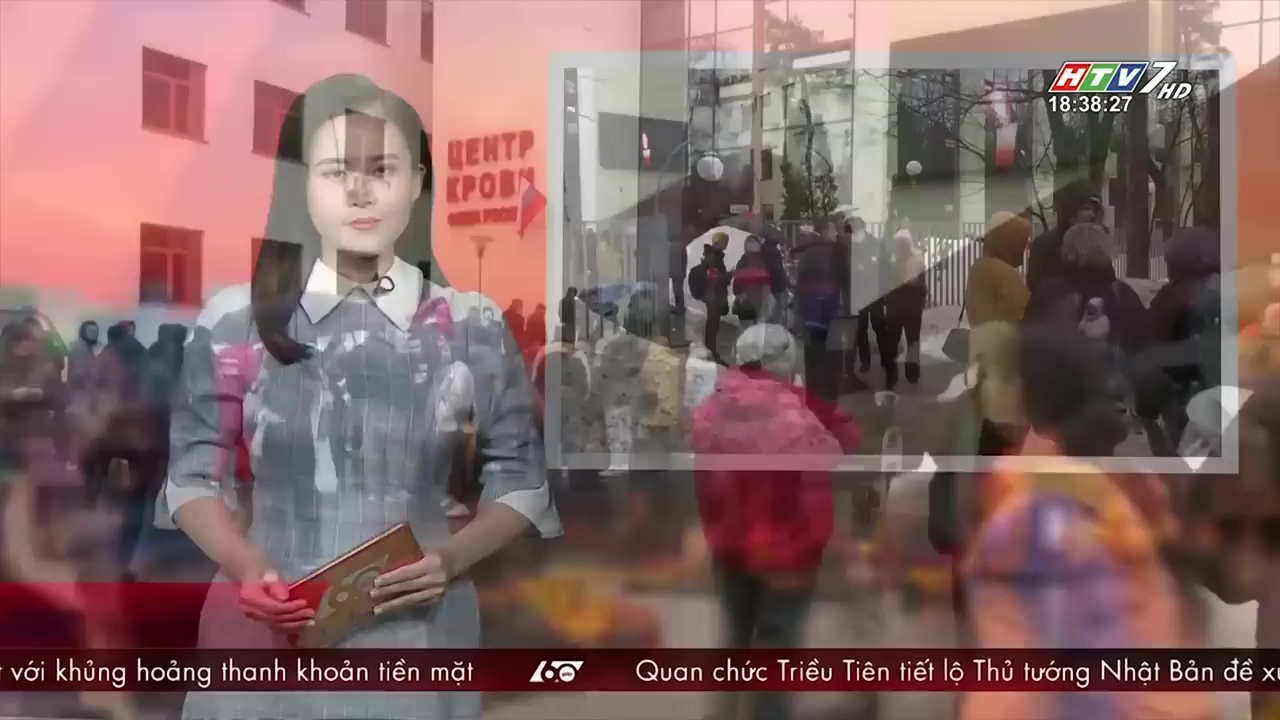 HTV7 HD
18:38:27
ЦЕНТР
КРОВИ
t với khủng hoảng thanh khoản tiền mặt
60
Quan chức Triều Tiên tiết lộ Thủ tướng Nhật Bản đề xu